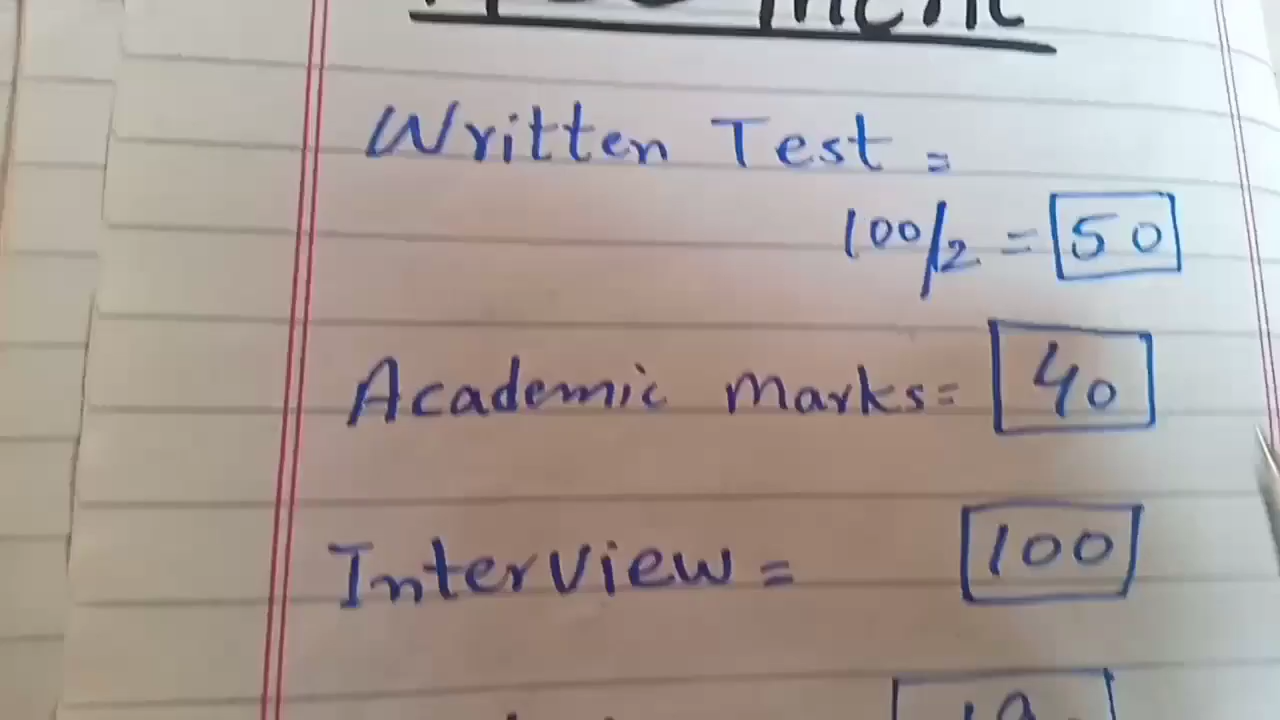 Written Test =
100/2 = 50
Academic Marks = 40
Interview = 100